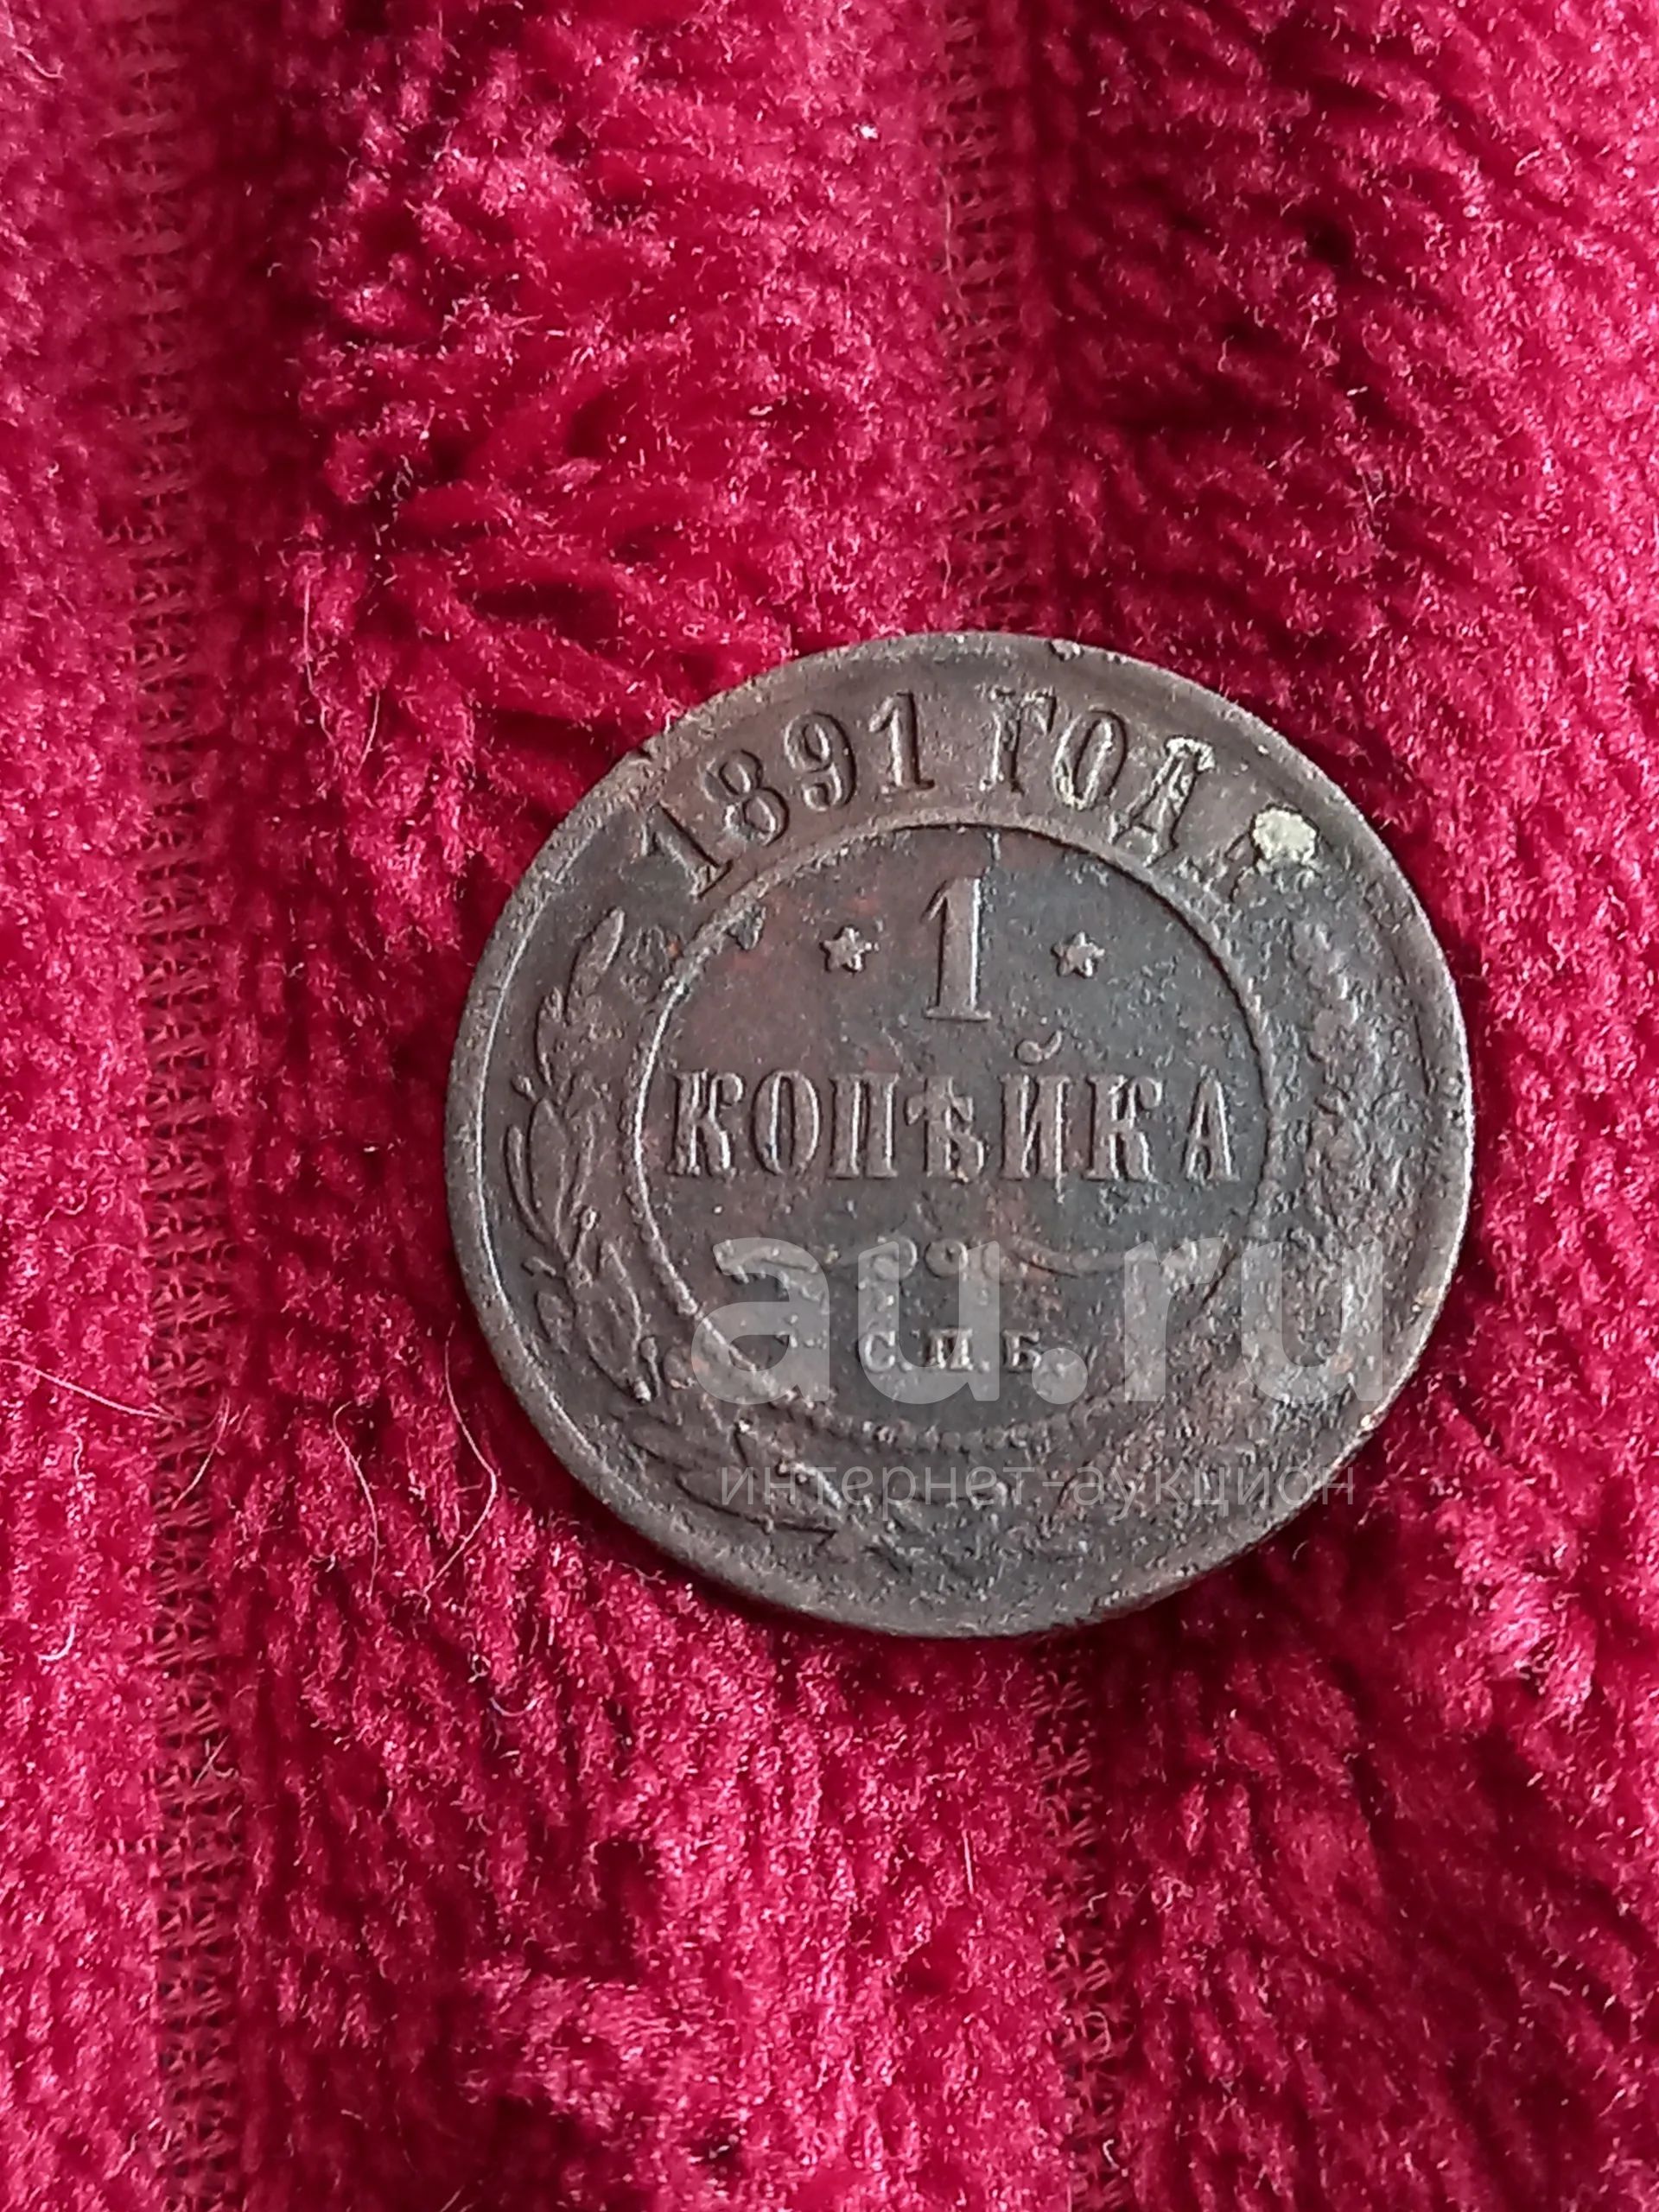 1891 ГОДА
1
КОПѢЙКА
С.П.Б.
au.ru
интернет-аукцион